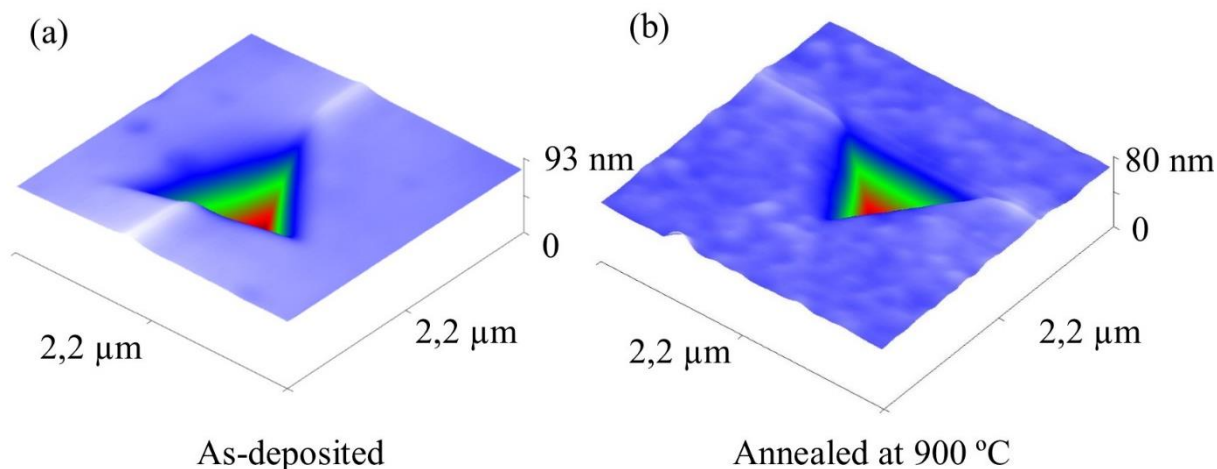 (a)
93 nm
0
2,2 µm
2,2 µm
As-deposited
(b)
80 nm
0
2,2 µm
2,2 µm
Annealed at 900 ºC